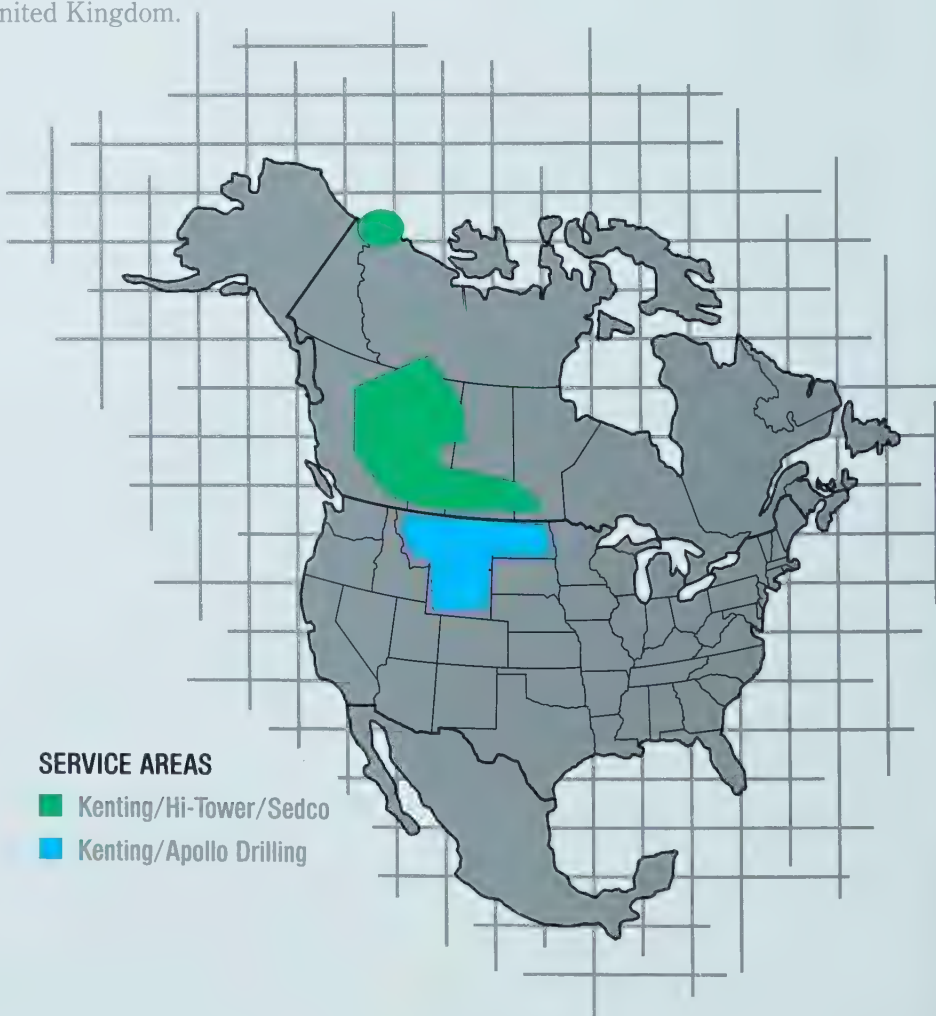 nited Kingdom.
SERVICE AREAS
Kenting/Hi-Tower/Sedco
Kenting/Apollo Drilling